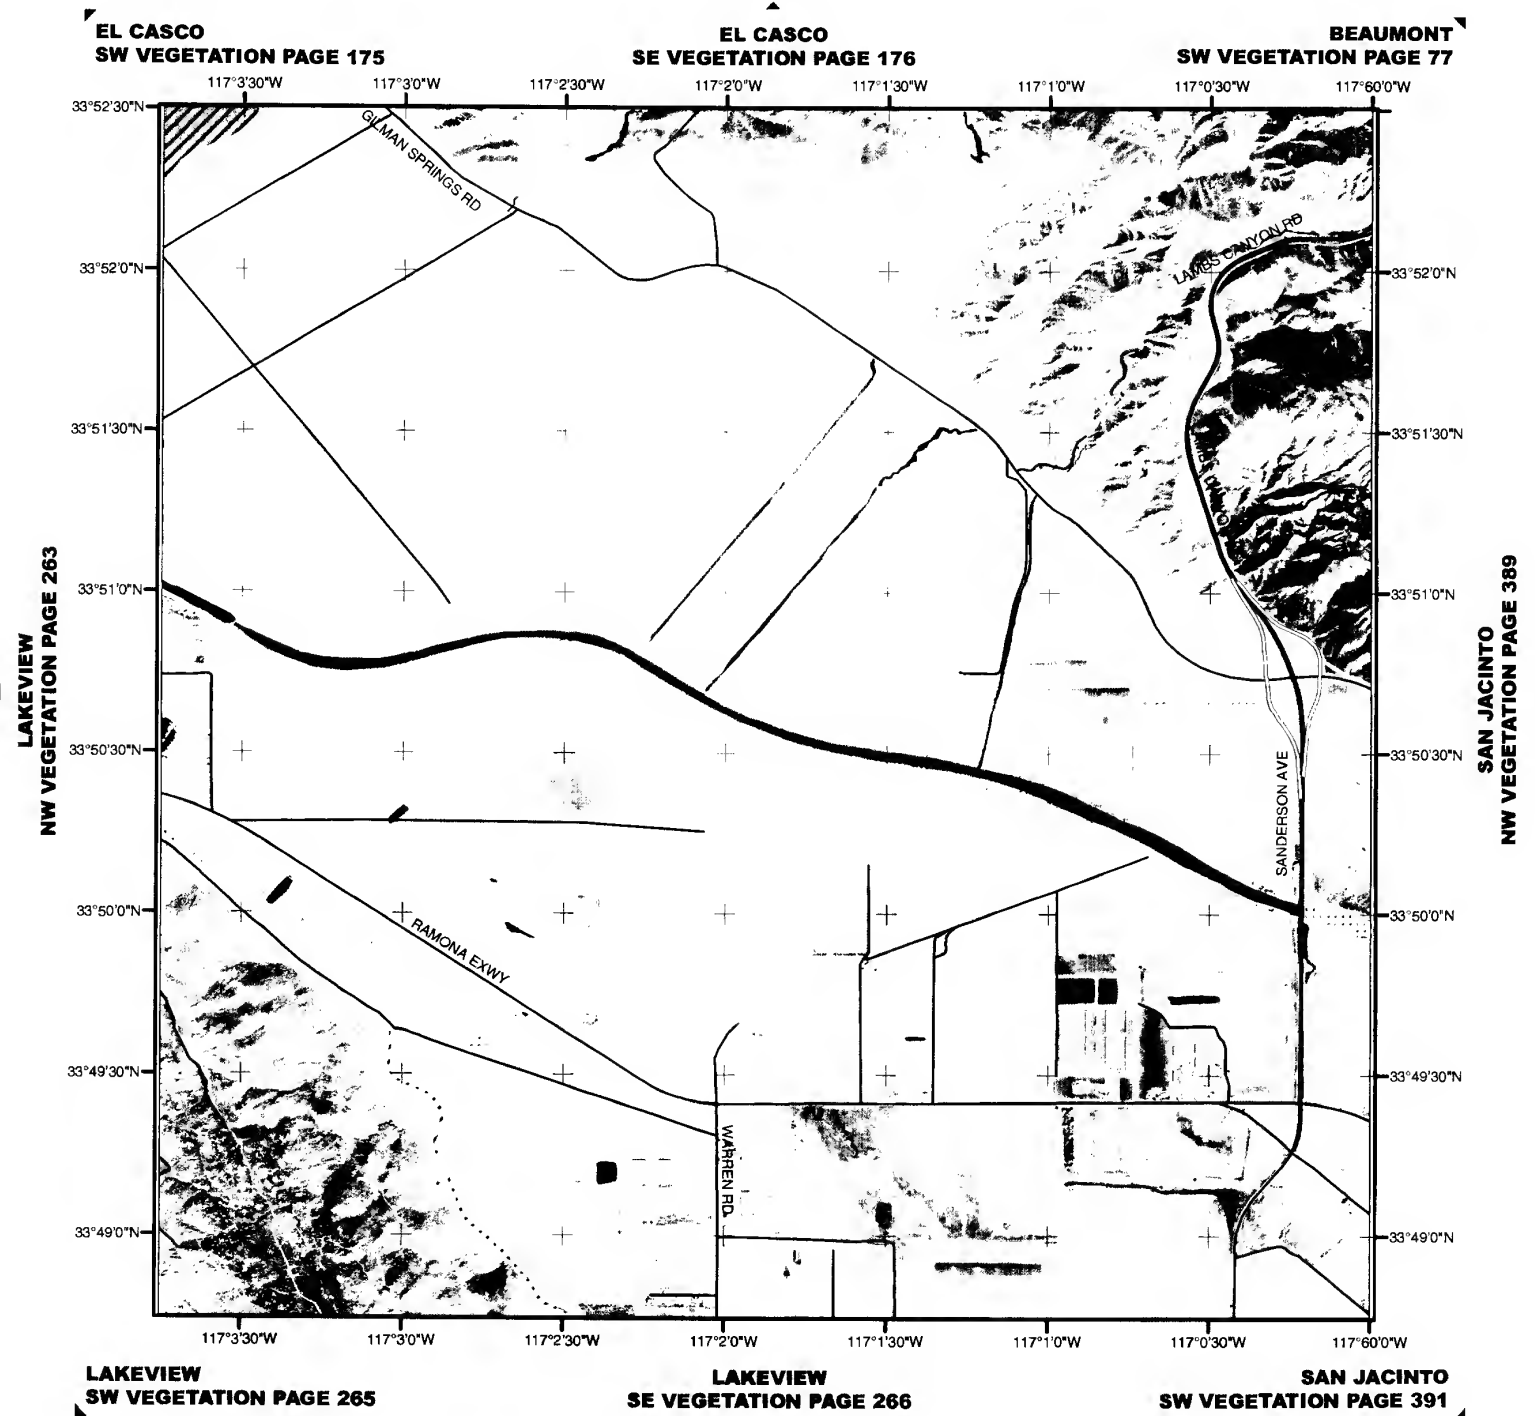 EL CASCO
SW VEGETATION PAGE 175
EL CASCO
SE VEGETATION PAGE 176
BEAUMONT
SW VEGETATION PAGE 77
117°3'30"W
117°3'0"W
117°2'30"W
117°2'0"W
117°1'30"W
117°1'0"W
117°0'30"W
117°60'0"W
33°52'30"N
GILMAN SPRINGS RD
LAMBS CANYON RD
33°52'0"N
33°52'0"N
33°51'30"N
33°51'30"N
33°51'0"N
33°51'0"N
LAKEVIEW
NW VEGETATION PAGE 263
SAN JACINTO
NW VEGETATION PAGE 389
33°50'30"N
33°50'30"N
SANDERSON AVE
33°50'0"N
33°50'0"N
RAMONA EXWY
33°49'30"N
33°49'30"N
WARREN RD
33°49'0"N
33°49'0"N
117°3'30"W
117°3'0"W
117°2'30"W
117°2'0"W
117°1'30"W
117°1'0"W
117°0'30"W
117°60'0"W
LAKEVIEW
SW VEGETATION PAGE 265
LAKEVIEW
SE VEGETATION PAGE 266
SAN JACINTO
SW VEGETATION PAGE 391